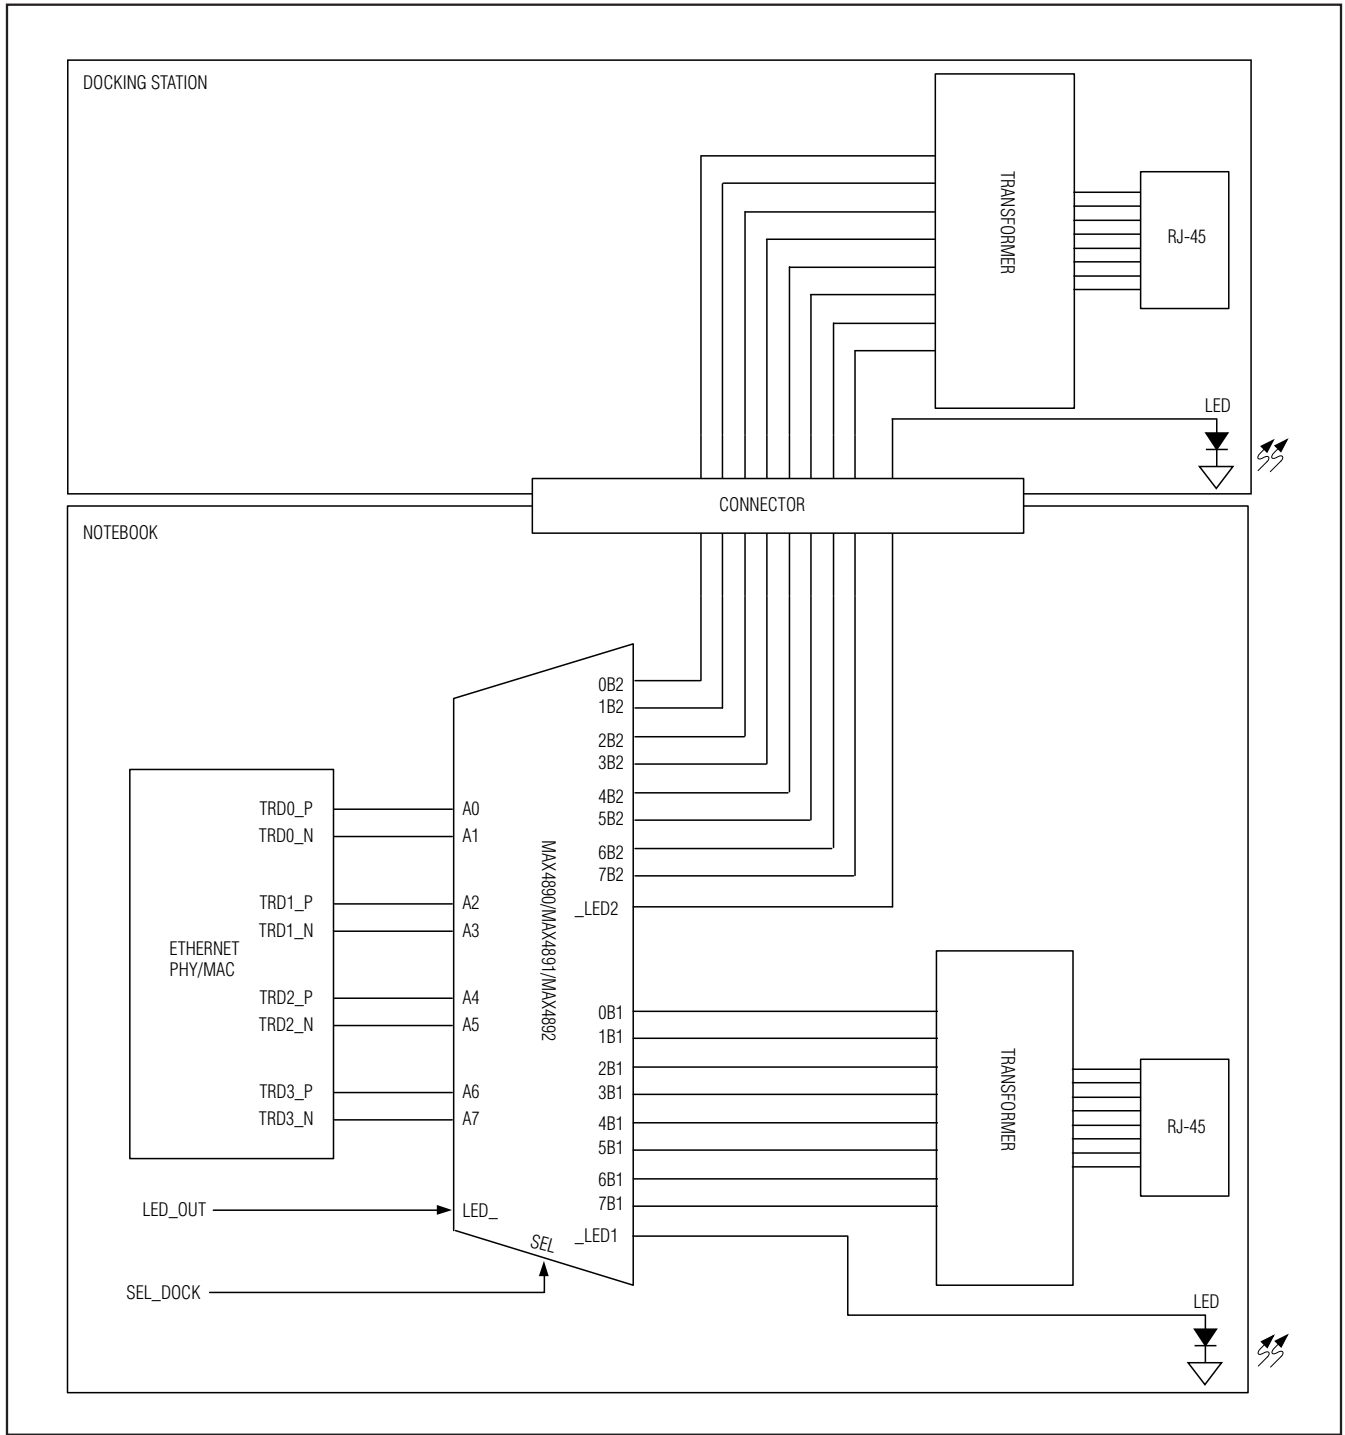 DOCKING STATION
TRANSFORMER
RJ-45
LED
CONNECTOR
NOTEBOOK
0B2
1B2
2B2
3B2
4B2
5B2
6B2
7B2
_LED2
TRD0_P
TRD0_N
TRD1_P
TRD1_N
ETHERNET
PHY/MAC
TRD2_P
TRD2_N
TRD3_P
TRD3_N
A0
A1
A2
A3
A4
A5
A6
A7
MAX4890/MAX4891/MAX4892
0B1
1B1
2B1
3B1
4B1
5B1
6B1
7B1
_LED1
TRANSFORMER
RJ-45
LED_OUT
LED_
SEL
SEL_DOCK
LED